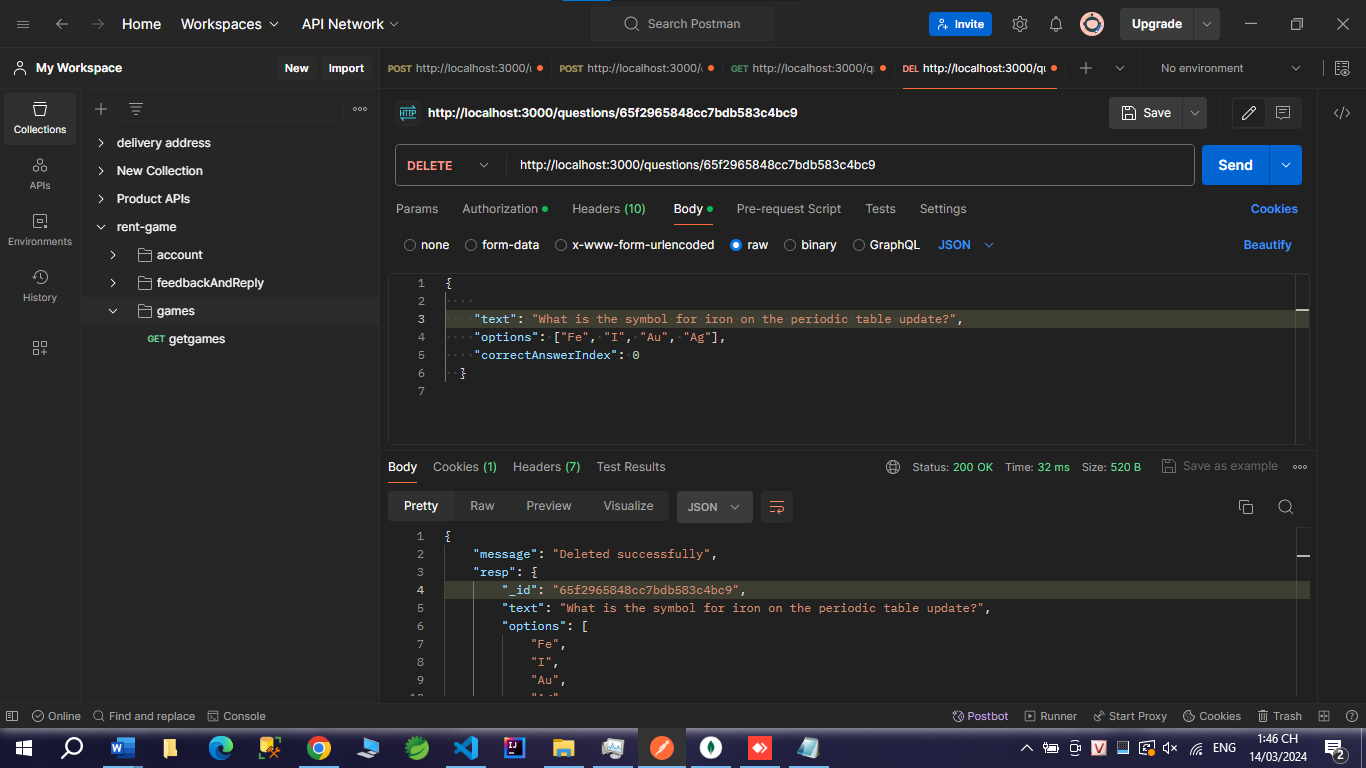 Home Workspaces API Network Search Postman Invite Upgrade
My Workspace New Import POST http://localhost:3000/ POST http://localhost:3000/ GET http://localhost:3000/q DEL http://localhost:3000/qu No environment
Collections
APIs
Environments
History
delivery address
New Collection
Product APIs
rent-game
account
feedbackAndReply
games
GET getgames
HTTP http://localhost:3000/questions/65f2965848cc7bdb583c4bc9 Save
DELETE http://localhost:3000/questions/65f2965848cc7bdb583c4bc9 Send
Params Authorization Headers (10) Body Pre-request Script Tests Settings Cookies
none form-data x-www-form-urlencoded raw binary GraphQL JSON Beautify
1 {
2
3 "text": "What is the symbol for iron on the periodic table update?",
4 "options": ["Fe", "I", "Au", "Ag"],
5 "correctAnswerIndex": 0
6 }
7
Body Cookies (1) Headers (7) Test Results Status: 200 OK Time: 32 ms Size: 520 B Save as example
Pretty Raw Preview Visualize JSON
1 {
2 "message": "Deleted successfully",
3 "resp": {
4 "_id": "65f2965848cc7bdb583c4bc9",
5 "text": "What is the symbol for iron on the periodic table update?",
6 "options": [
7 "Fe",
8 "I",
9 "Au",
Online Find and replace Console Postbot Runner Start Proxy Cookies Trash
ENG 1:46 CH
14/03/2024
2